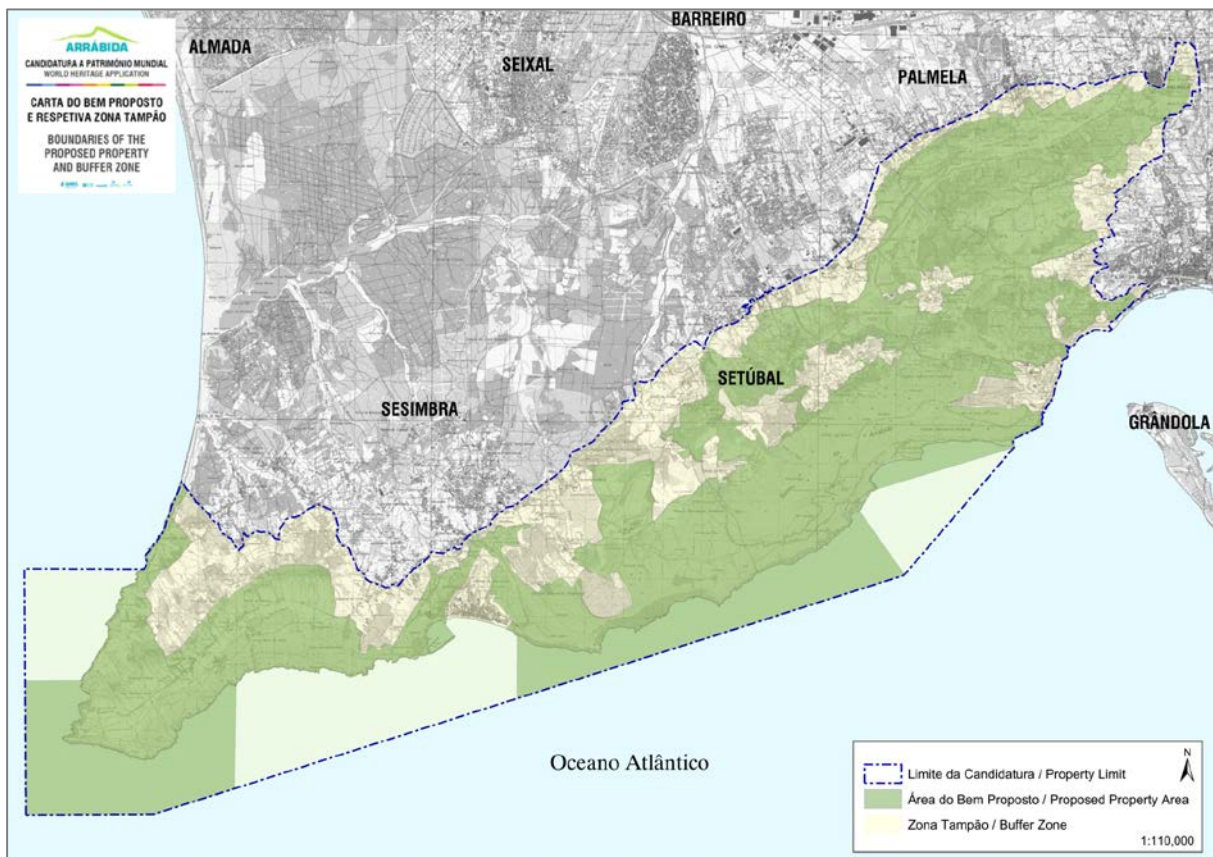 ARRÁBIDA
CANDIDATURA A PATRIMÓNIO MUNDIAL
WORLD HERITAGE APPLICATION
CARTA DO BEM PROPOSTO
E RESPETIVA ZONA TAMPÃO
BOUNDARIES OF THE
PROPOSED PROPERTY
AND BUFFER ZONE
ALMADA
SEIXAL
BARREIRO
PALMELA
SETÚBAL
SESIMBRA
GRÂNDOLA
Oceano Atlântico
N
Limite da Candidatura / Property Limit
Área do Bem Proposto / Proposed Property Area
Zona Tampão / Buffer Zone
1:110,000